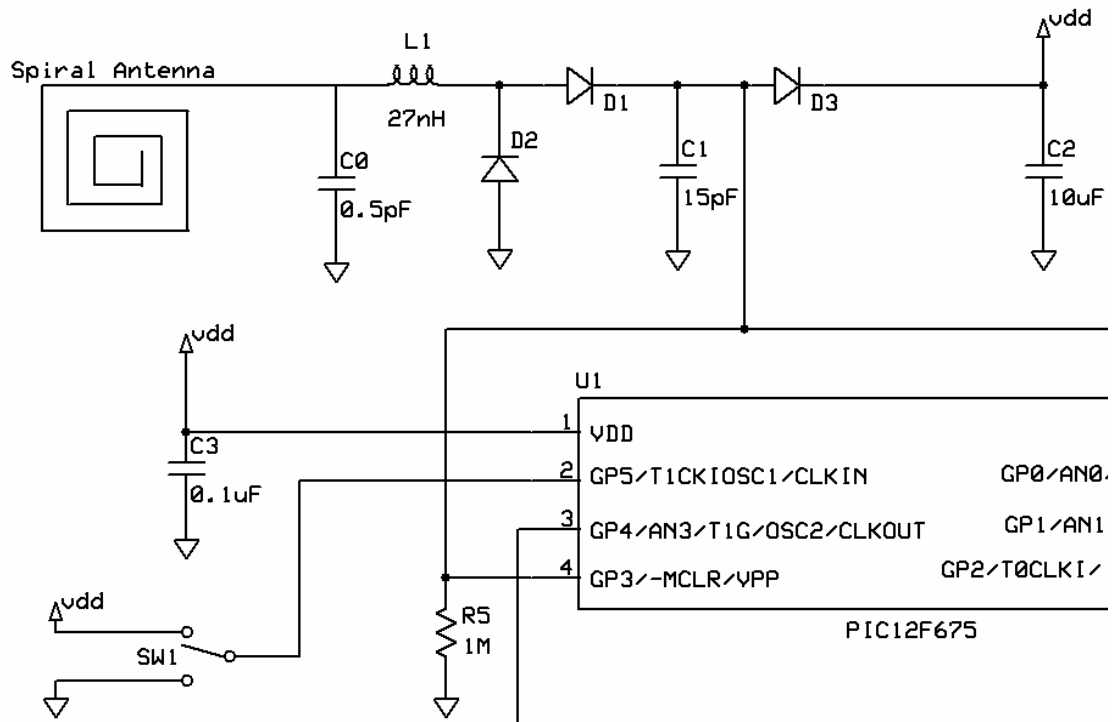 vdd
L1
Spiral Antenna
27nH
D1
D3
D2
C0
0.5pF
C1
15pF
C2
10uF
vdd
U1
1 VDD
C3
0.1uF
2 GP5/T1CKIOSC1/CLKIN
GP0/AN0/
3 GP4/AN3/T1G/OSC2/CLKOUT
GP1/AN1
4 GP3/-MCLR/VPP
GP2/T0CLKI/
vdd
SW1
R5
1M
PIC12F675